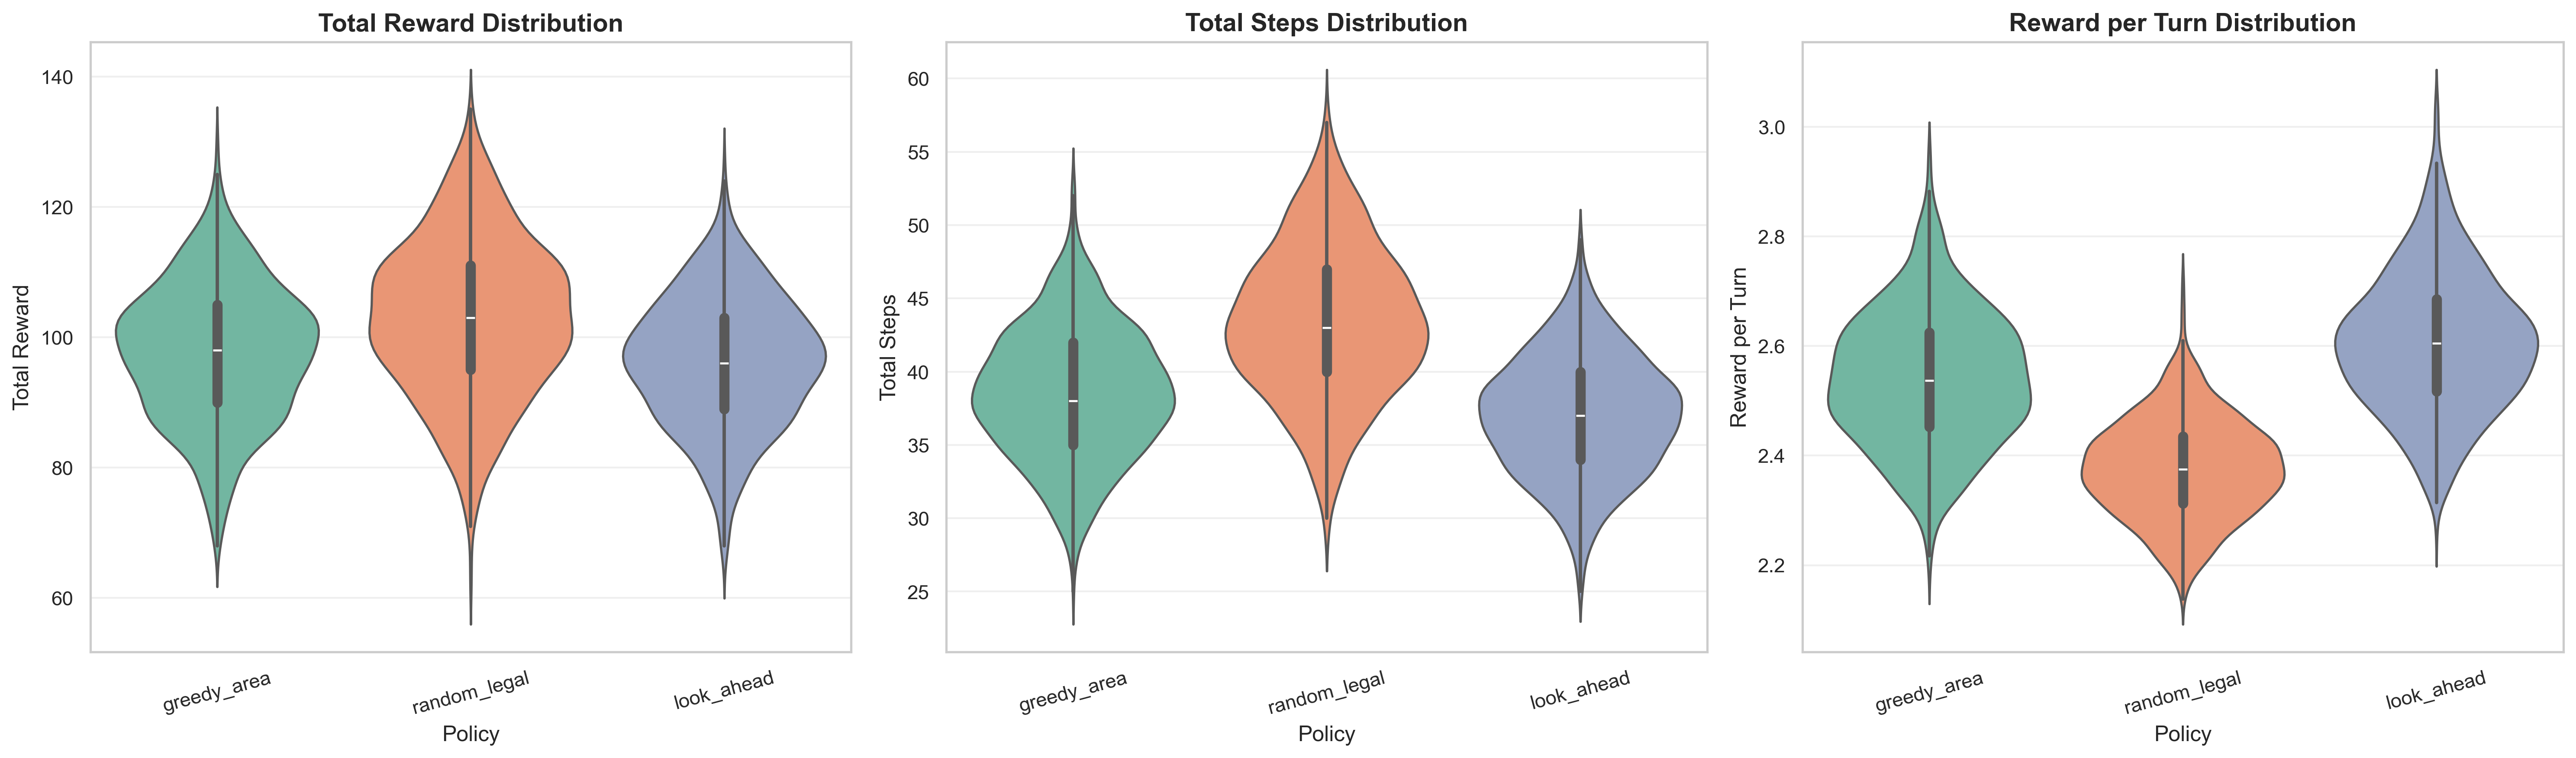 Total Reward Distribution
Total Reward
140
120
100
80
60
greedy_area
random_legal
look_ahead
Policy
Total Steps Distribution
Total Steps
60
55
50
45
40
35
30
25
greedy_area
random_legal
look_ahead
Policy
Reward per Turn Distribution
Reward per Turn
3.0
2.8
2.6
2.4
2.2
greedy_area
random_legal
look_ahead
Policy